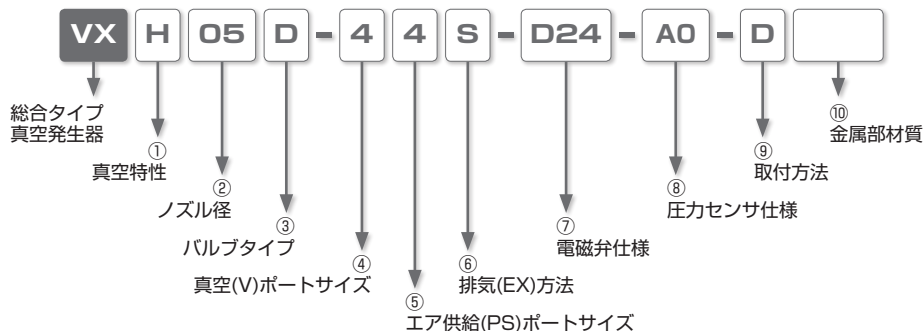 VX H 05 D - 4 4 S - D24 - A0 - D
総合タイプ
真空発生器
①
真空特性
②
ノズル径
③
バルブタイプ
④
真空(V)ポートサイズ
⑤
エア供給(PS)ポートサイズ
⑥
排気(EX)方法
⑦
電磁弁仕様
⑧
圧力センサ仕様
⑨
取付方法
⑩
金属部材質